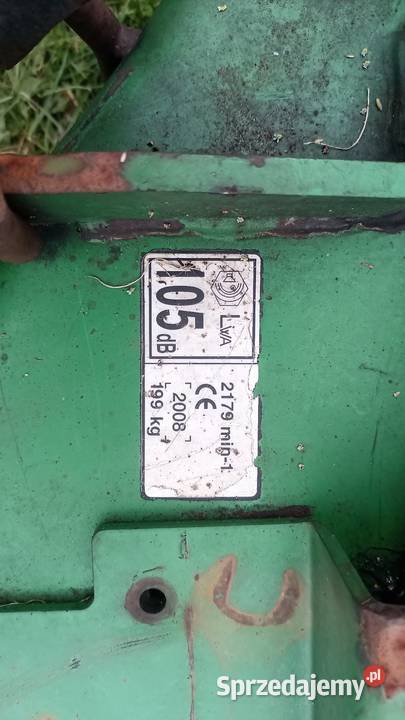 LWA
105 dB
2179 min-1
CE
2008
199 kg
Sprzedajemy.pl